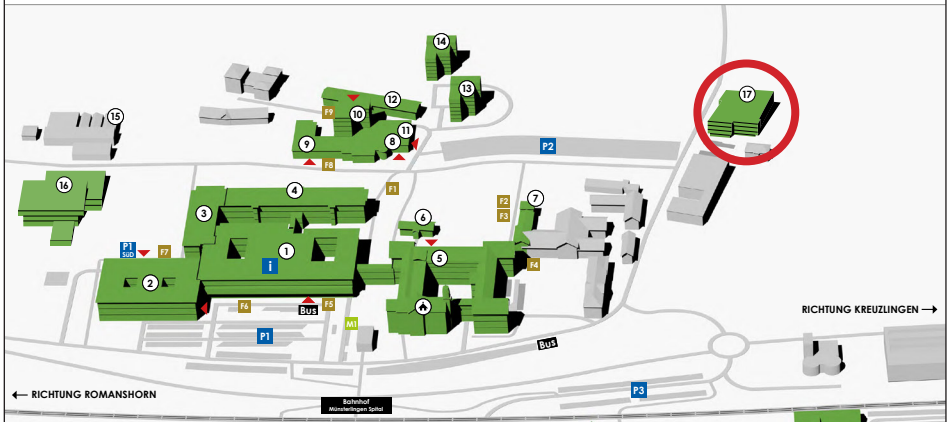 14
17
13
12
F9
10
15
11
8
9
P2
F8
16
4
F1
7
F2
3
6
F3
1
5
P1
SÜD
F7
i
F4
2
F6
Bus
F5
RICHTUNG KREUZLINGEN
M1
P1
Bus
P3
RICHTUNG ROMANSHORN
Bahnhof
Münsterlingen Spital